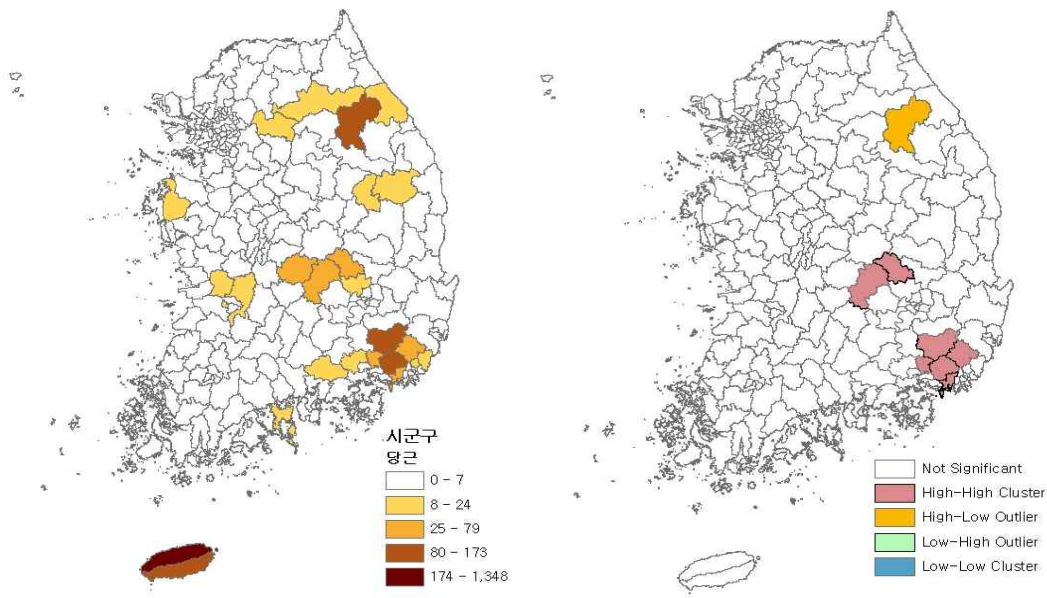 시군구
당근
0 - 7
8 - 24
25 - 79
80 - 173
174 - 1,348
Not Significant
High-High Cluster
High-Low Outlier
Low-High Outlier
Low-Low Cluster